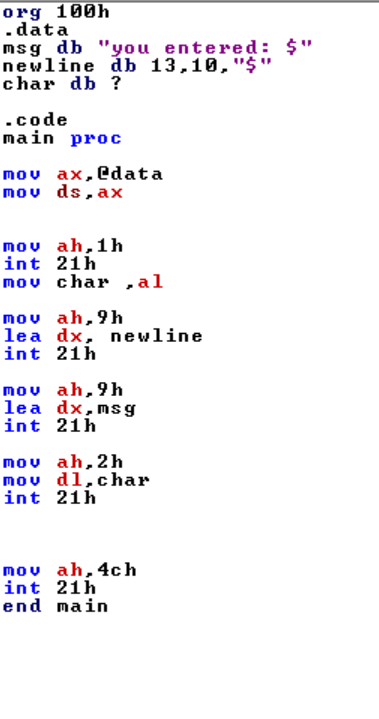 org 100h
.data
msg db "you entered: $"
newline db 13,10,"$"
char db ?
.code
main proc
mov ax,@data
mov ds,ax
mov ah,1h
int 21h
mov char ,al
mov ah,9h
lea dx, newline
int 21h
mov ah,9h
lea dx,msg
int 21h
mov ah,2h
mov dl,char
int 21h
mov ah,4ch
int 21h
end main